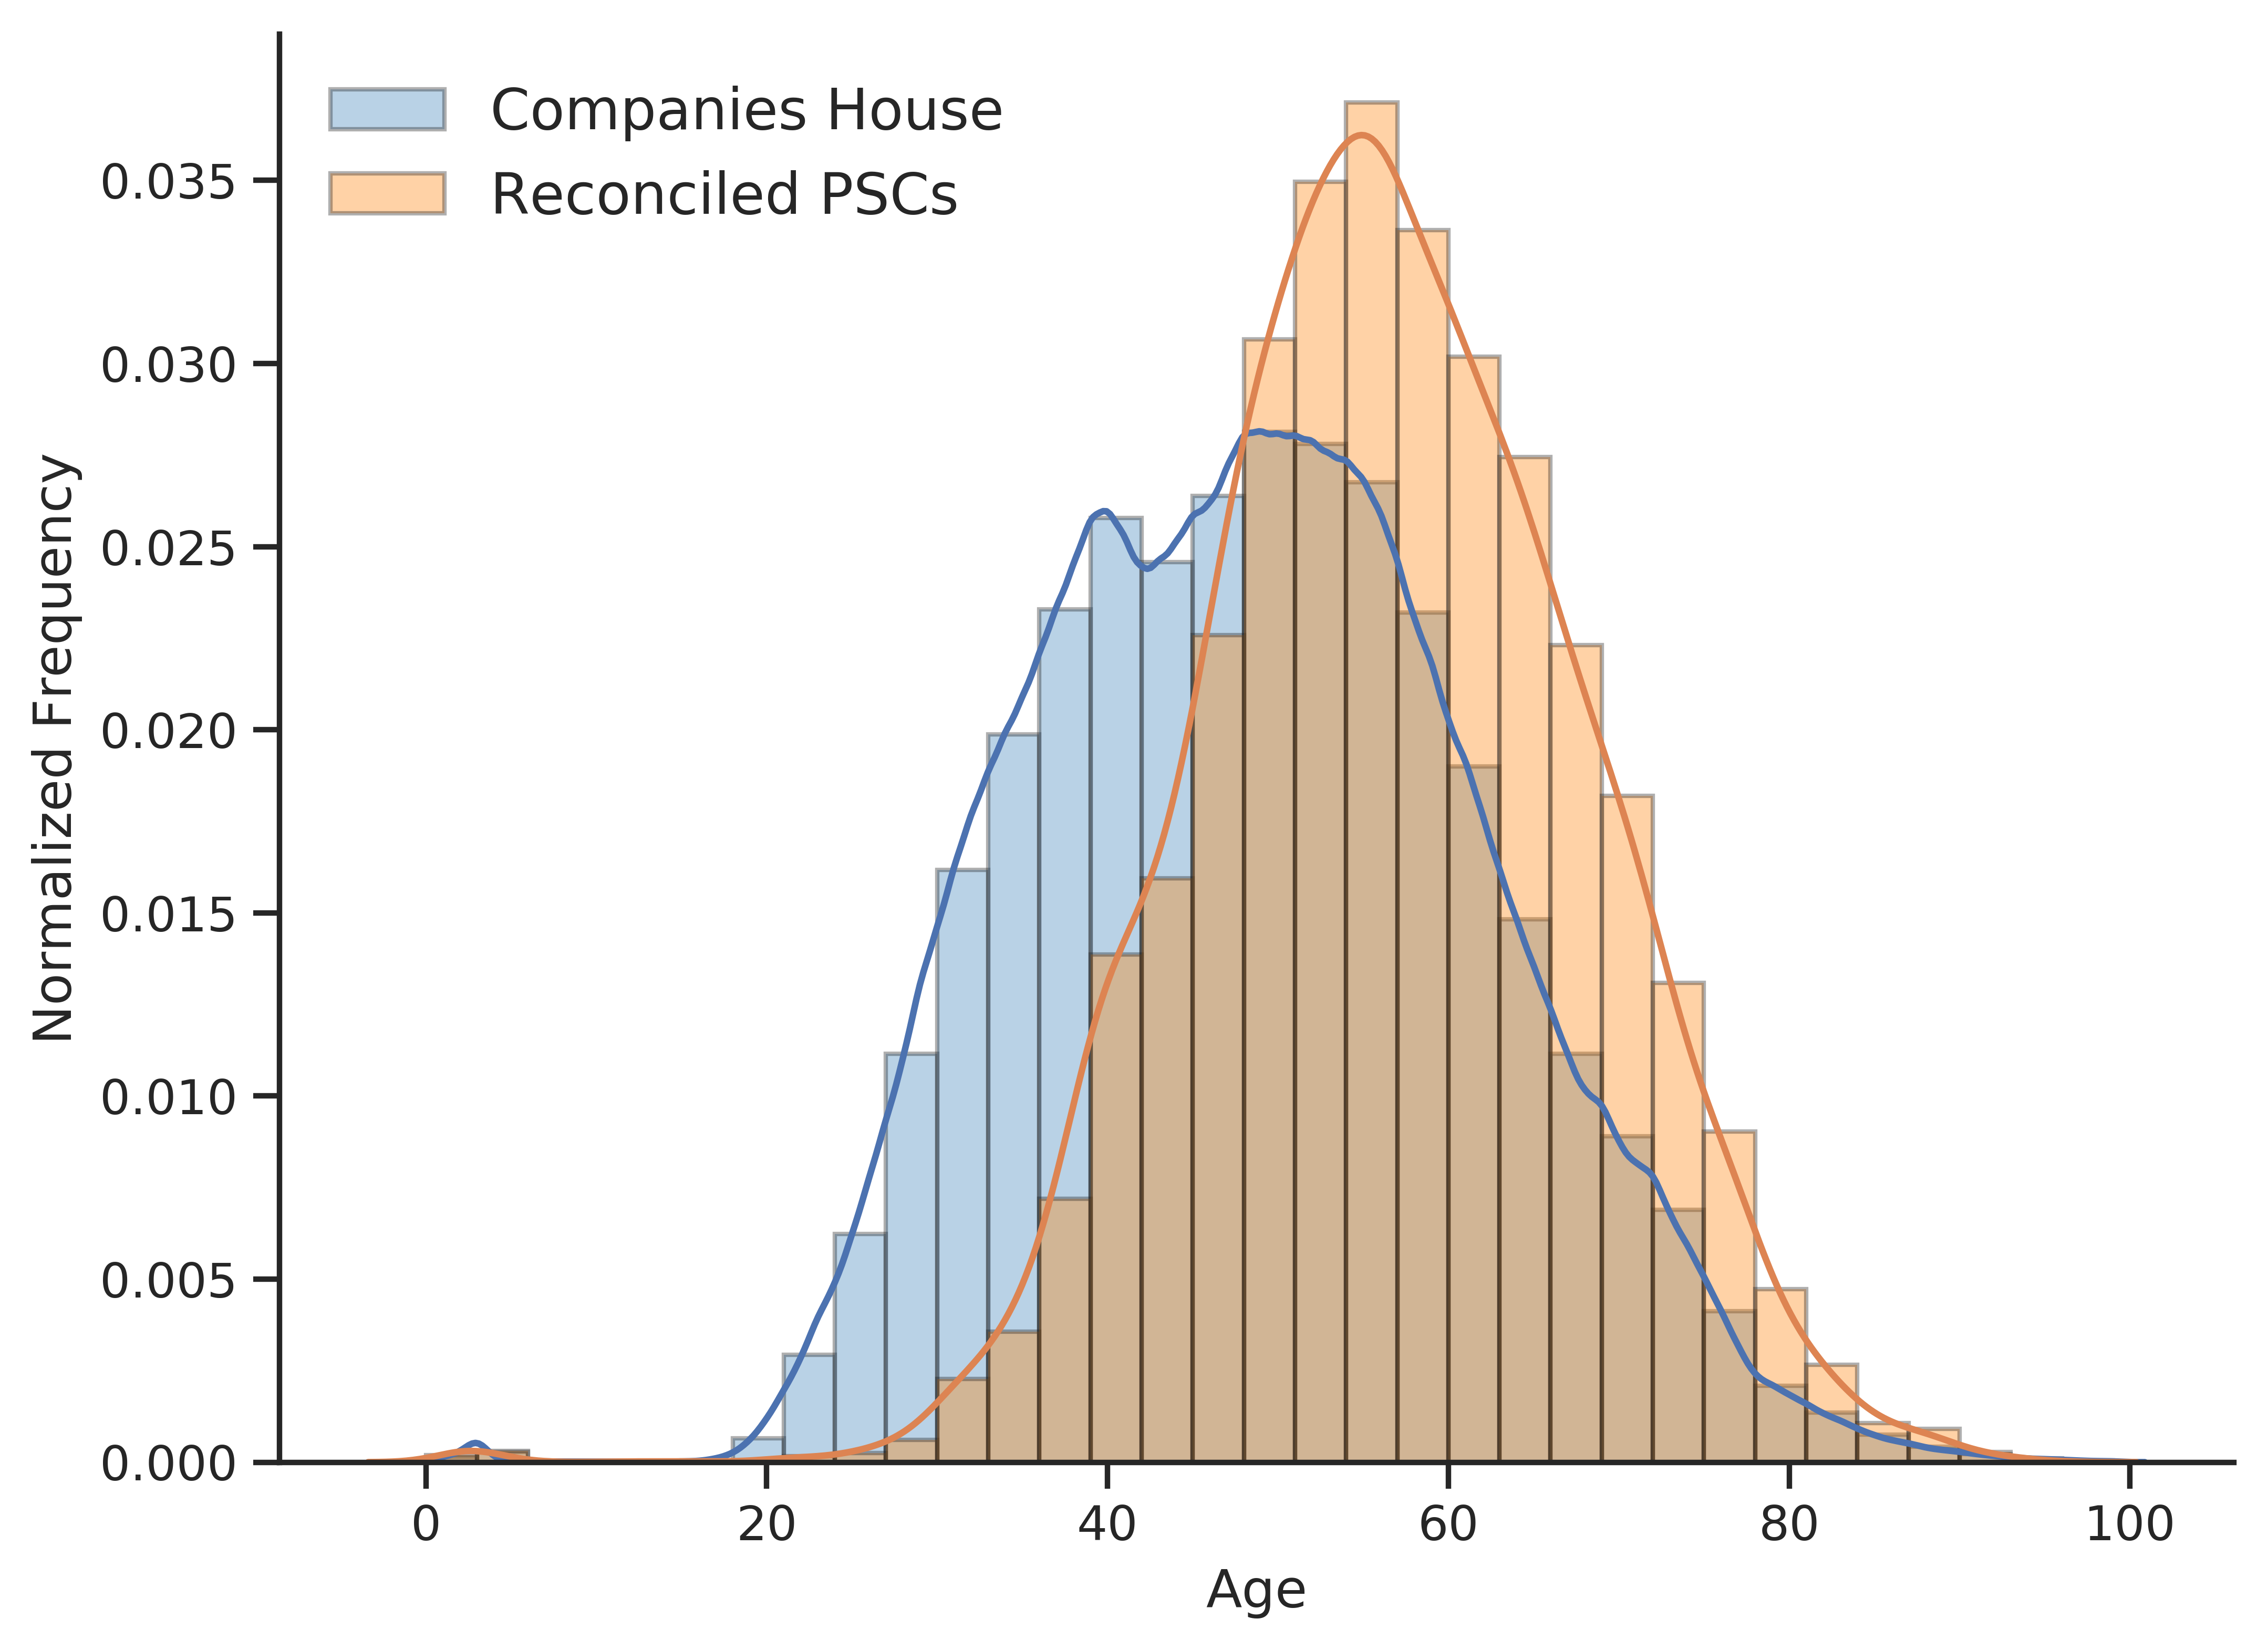 Companies House
Reconciled PSCs
0.035
0.030
0.025
0.020
0.015
0.010
0.005
0.000
Normalized Frequency
0 20 40 60 80 100
Age